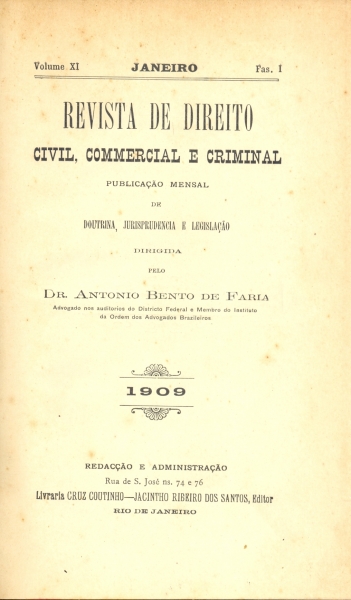 Volume XI JANEIRO Fas. I
REVISTA DE DIREITO
CIVIL, COMMERCIAL E CRIMINAL
PUBLICAÇÃO MENSAL
DE
DOUTRINA, JURISPRUDENCIA E LEGISLAÇÃO
DIRIGIDA
PELO
DR. ANTONIO BENTO DE FARIA
Advogado nos auditorios do Districto Federal e Membro do Instituto
da Ordem dos Advogados Brazileiros
1909
REDACÇÃO E ADMINISTRAÇÃO
Rua de S. José ns. 74 e 76
Livraria CRUZ COUTINHO—JACINTHO RIBEIRO DOS SANTOS, Editor
RIO DE JANEIRO